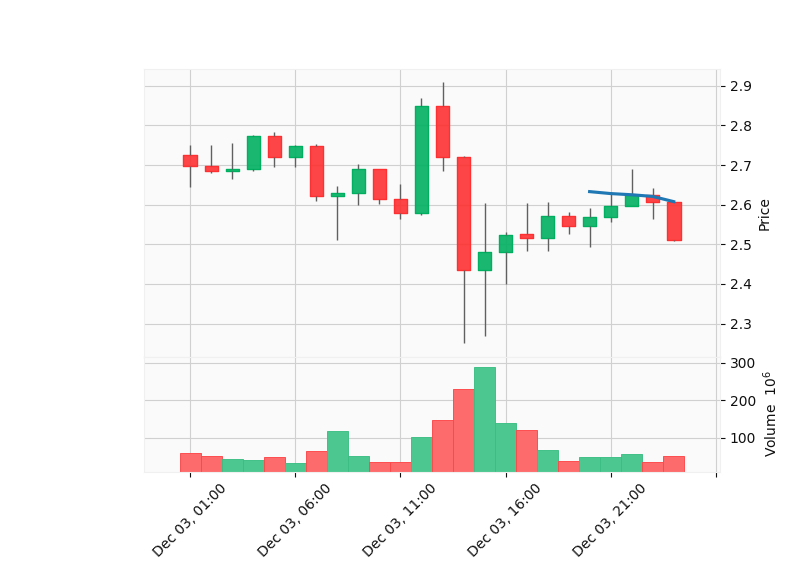 2.9
2.8
2.7
2.6
2.5
2.4
2.3
Price
300
200
100
Volume 10⁶
Dec 03, 01:00
Dec 03, 06:00
Dec 03, 11:00
Dec 03, 16:00
Dec 03, 21:00